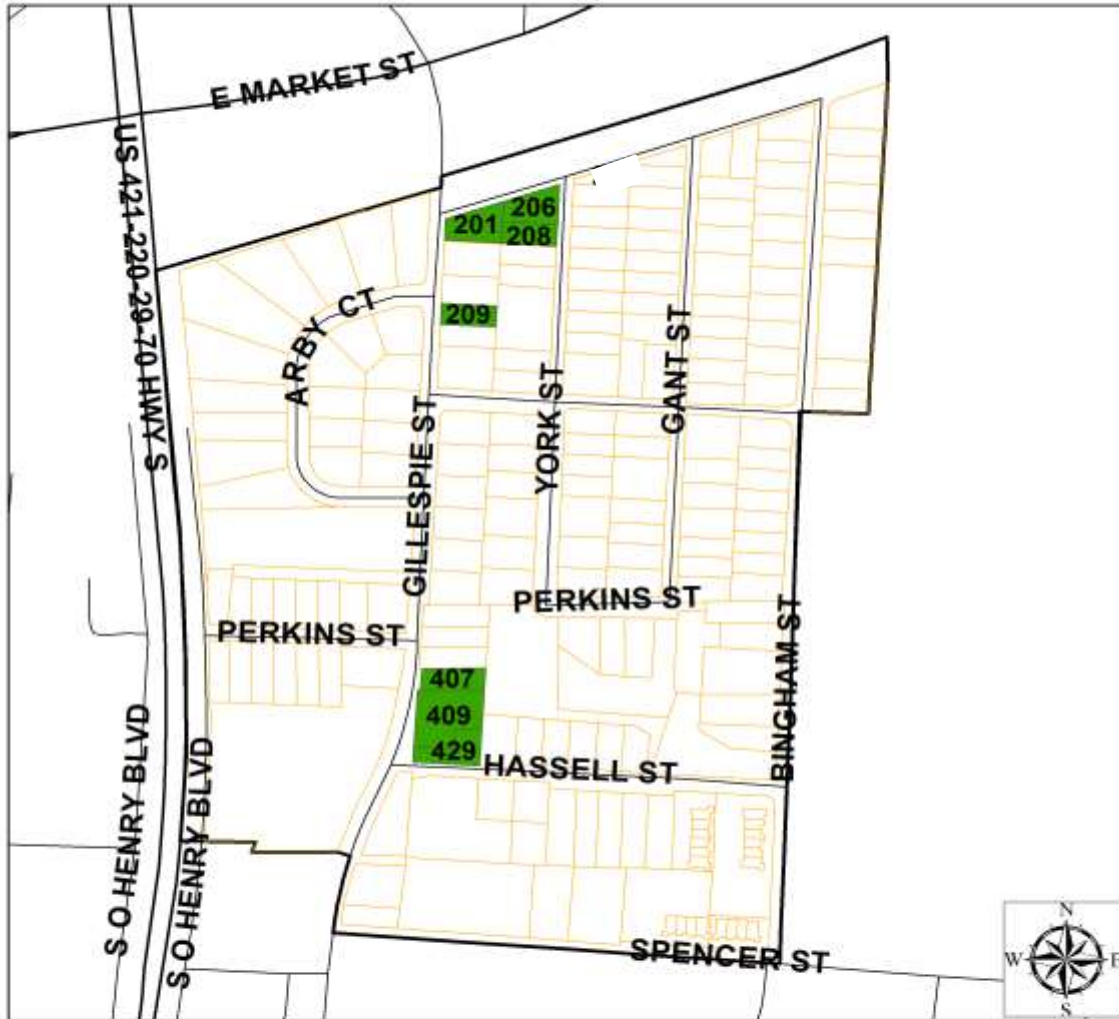 E MARKET ST
US 421-220-29-70 HWY S
206
201
208
209
ARBY CT
GANT ST
YORK ST
GILLESPIE ST
PERKINS ST
PERKINS ST
407
409
429
HASSELL ST
BINGHAM ST
S O HENRY BLVD
S O HENRY BLVD
SPENCER ST
N
W
E
S